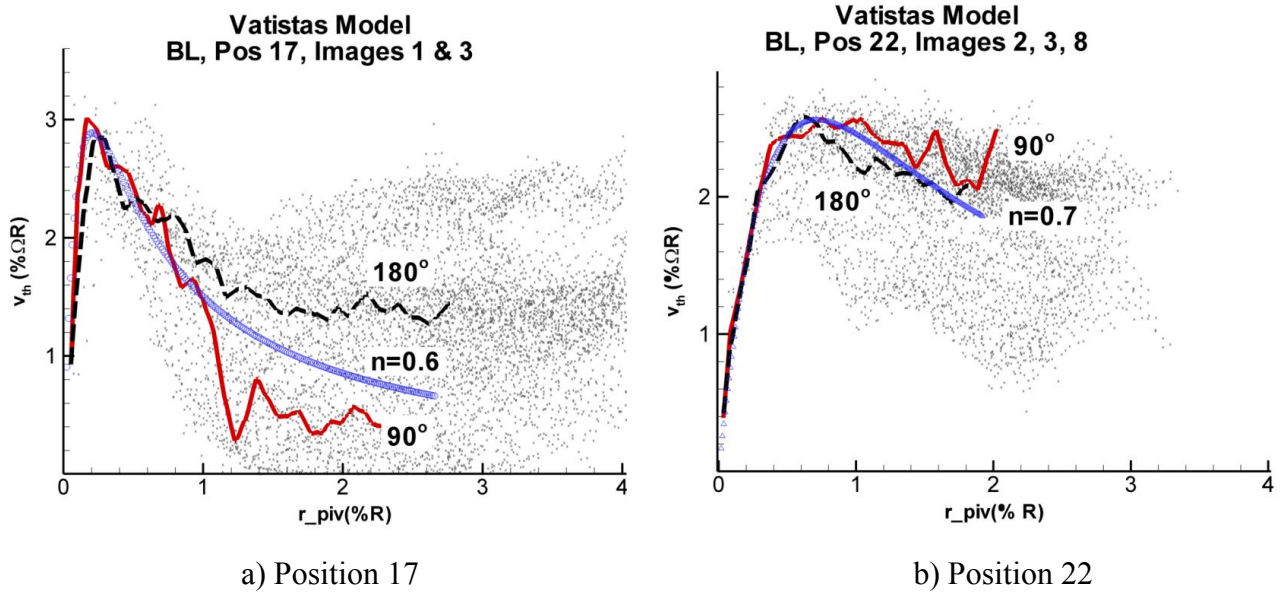 Vatistas Model
BL, Pos 17, Images 1 & 3
v_th (%ΩR)
3
2
1
0
180°
n=0.6
90°
0 1 2 3 4
r_piv(%R)
a) Position 17
Vatistas Model
BL, Pos 22, Images 2, 3, 8
v_th (%ΩR)
2
1
90°
180°
n=0.7
0 1 2 3 4
r_piv(% R)
b) Position 22